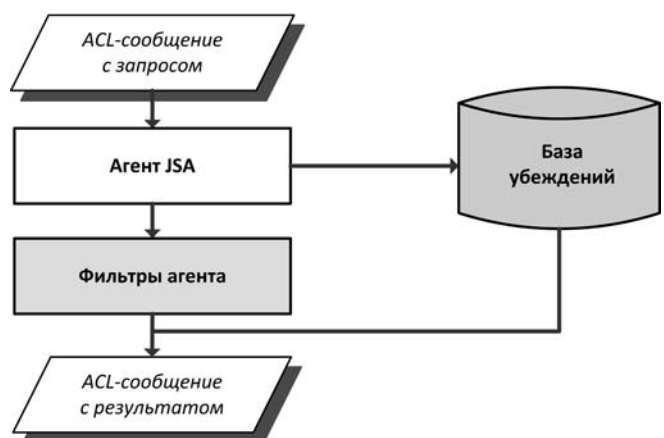 ACL-сообщение
с запросом
Агент JSA
База
убеждений
Фильтры агента
ACL-сообщение
с результатом